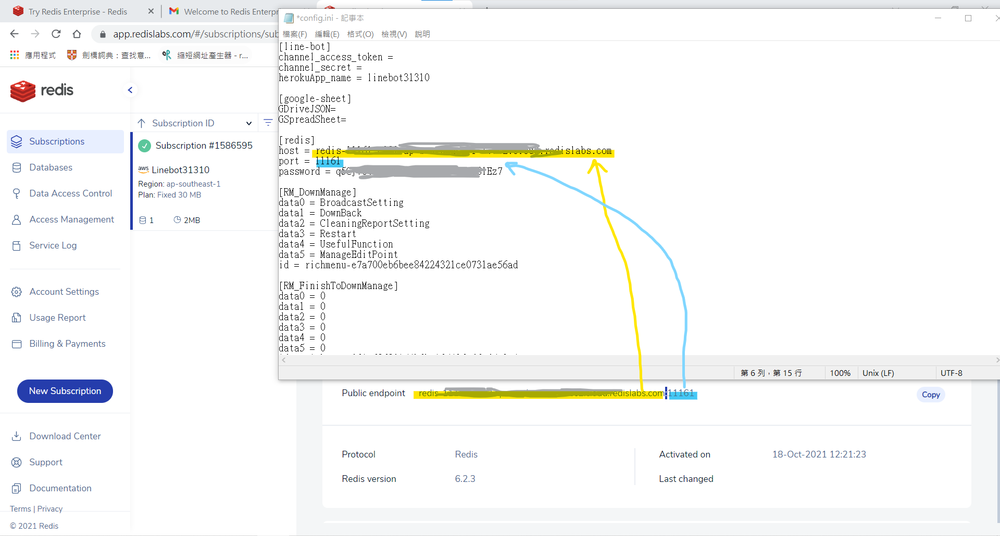 Try Redis Enterprise - Redis
Welcome to Redis Enterpr
*config.ini - 記事本
檔案(F) 編輯(E) 格式(O) 檢視(V) 說明
app.redislabs.com/#/subscriptions/sub
應用程式
劍橋詞典：查找意...
縮短網址產生器 - r...
redis
Subscriptions
Databases
Data Access Control
Access Management
Service Log
Account Settings
Usage Report
Billing & Payments
New Subscription
Download Center
Support
Documentation
Terms | Privacy
© 2021 Redis
Subscription ID
Subscription #1586595
aws Linebot31310
Region: ap-southeast-1
Plan: Fixed 30 MB
1 2MB
[line-bot]
channel_access_token =
channel_secret =
herokuApp_name = linebot31310
[google-sheet]
GDriveJSON=
GSpreadSheet=
[redis]
host = redis- .redislabs.com
port = 11161
password = Ez7
[RM_DownManage]
data0 = BroadcastSetting
data1 = DownBack
data2 = CleaningReportSetting
data3 = Restart
data4 = UsefulFunction
data5 = ManageEditPoint
id = richmenu-e7a700eb6bee84224321ce0731ae56ad
[RM_FinishToDownManage]
data0 = 0
data1 = 0
data2 = 0
data3 = 0
data4 = 0
data5 = 0
第 6 列，第 15 行 100% Unix (LF) UTF-8
Public endpoint redis- .redislabs.com:11161 Copy
Protocol Redis
Redis version 6.2.3
Activated on 18-Oct-2021 12:21:23
Last changed